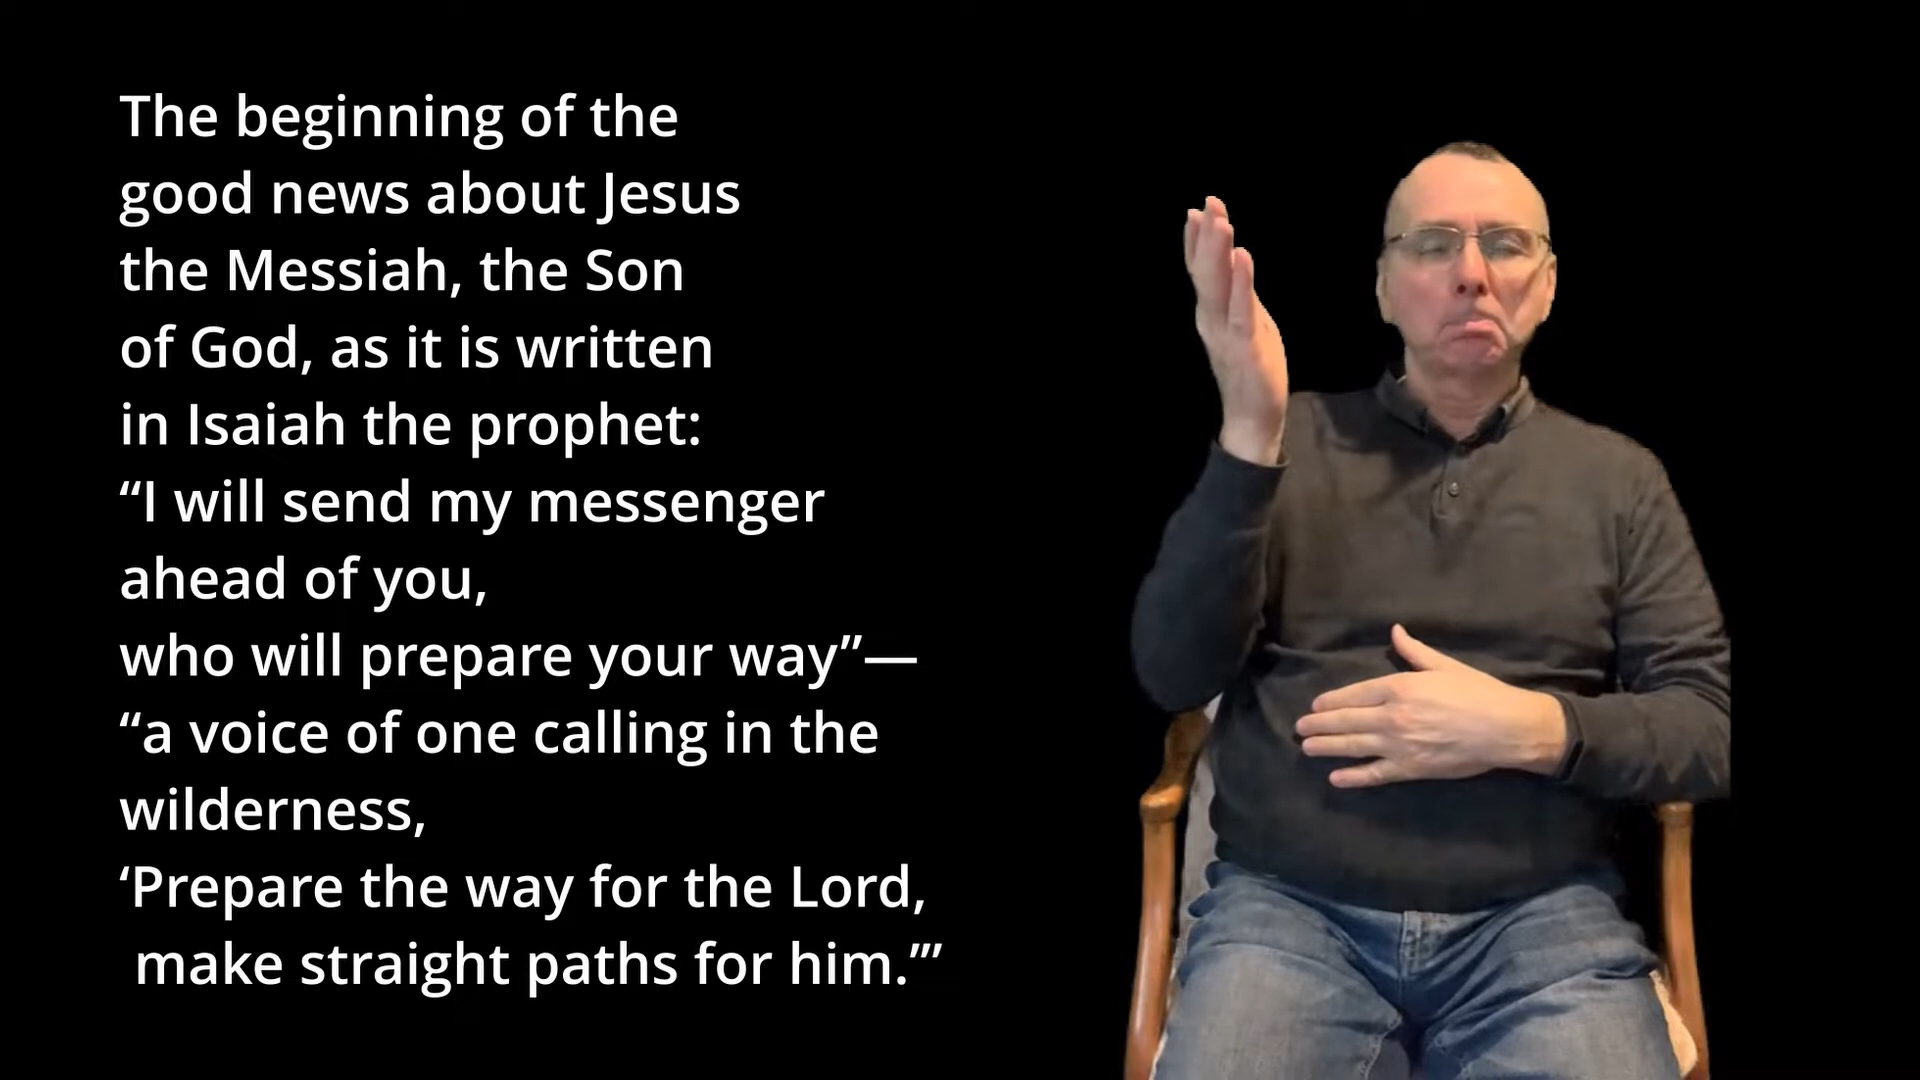 The beginning of the
good news about Jesus
the Messiah, the Son
of God, as it is written
in Isaiah the prophet:
“I will send my messenger
ahead of you,
who will prepare your way”—
“a voice of one calling in the
wilderness,
‘Prepare the way for the Lord,
make straight paths for him.’”